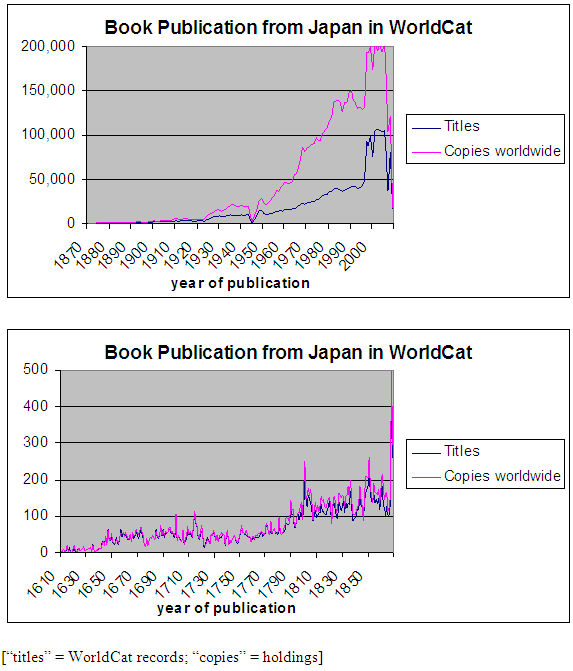 Book Publication from Japan in WorldCat
200,000
150,000
100,000
50,000
0
1870 1880 1890 1900 1910 1920 1930 1940 1950 1960 1970 1980 1990 2000
year of publication
Titles
Copies worldwide
Book Publication from Japan in WorldCat
500
400
300
200
100
0
1610 1630 1650 1670 1690 1710 1730 1750 1770 1790 1810 1830 1850
year of publication
Titles
Copies worldwide
[“titles” = WorldCat records; “copies” = holdings]